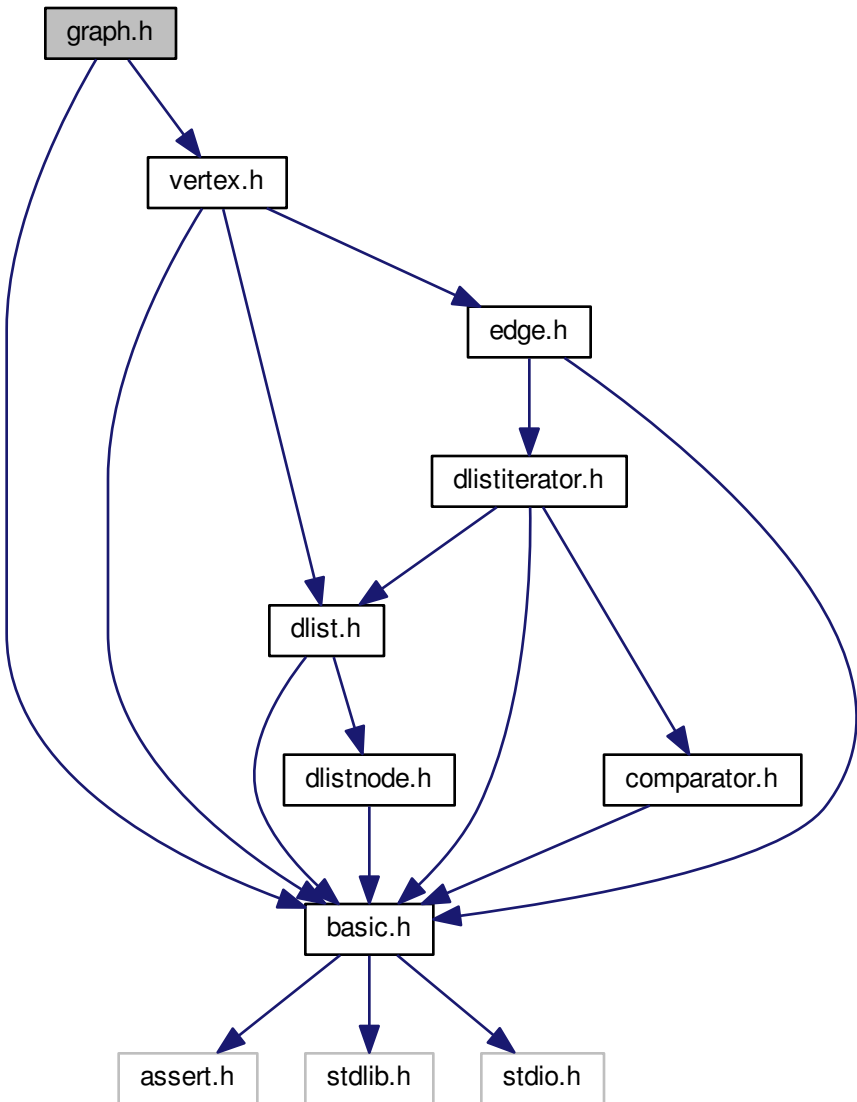 graph.h
vertex.h
edge.h
dlistiterator.h
dlist.h
dlistnode.h
comparator.h
basic.h
assert.h
stdlib.h
stdio.h